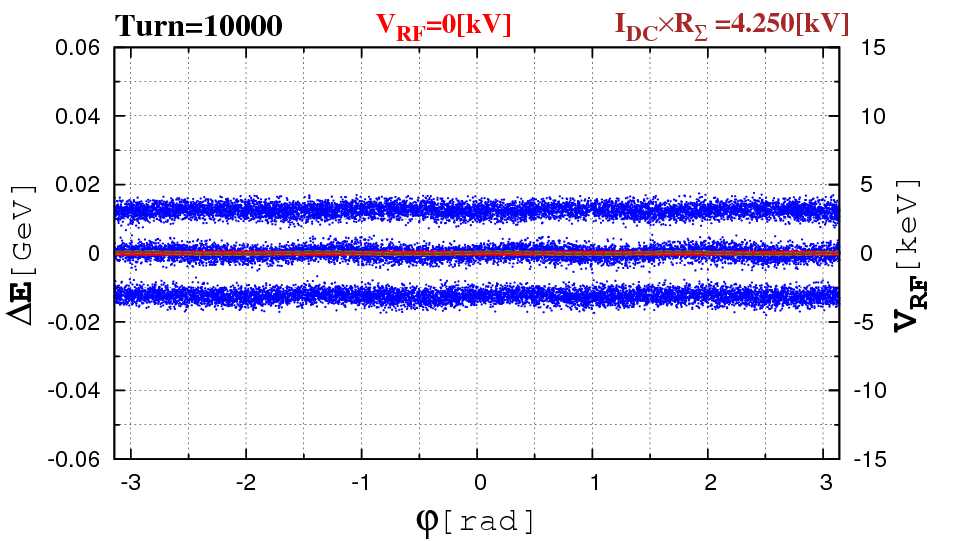 Turn=10000 V_RF=0[kV] I_DC×R_Σ =4.250[kV]
0.06 15
0.04 10
0.02 5
0 0
-0.02 -5
-0.04 -10
-0.06 -15
ΔE[GeV]
V_RF[keV]
-3 -2 -1 0 1 2 3
φ[rad]